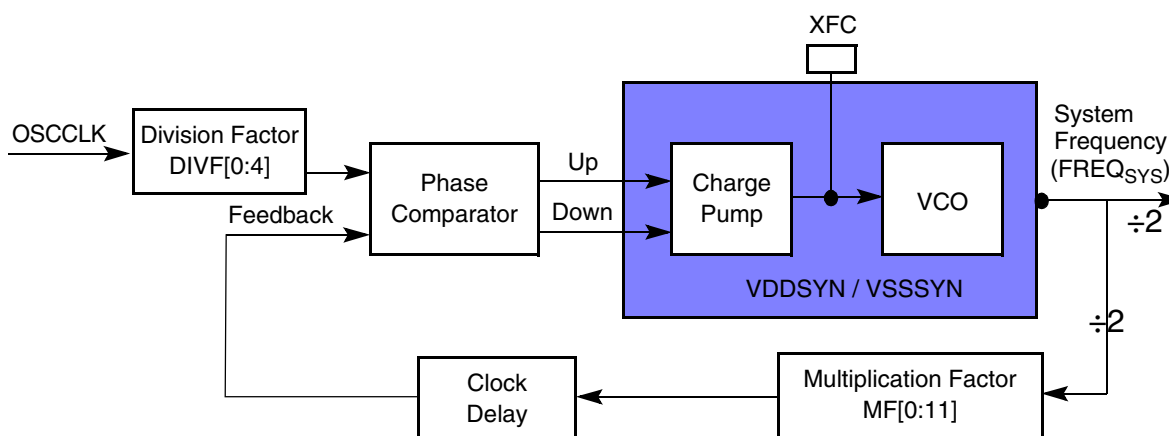 XFC
OSCCLK
Division Factor
DIVF[0:4]
Phase
Comparator
Up
Down
Charge
Pump
VCO
VDDSYN / VSSSYN
System
Frequency
(FREQSYS)
÷2
÷2
Feedback
Clock
Delay
Multiplication Factor
MF[0:11]